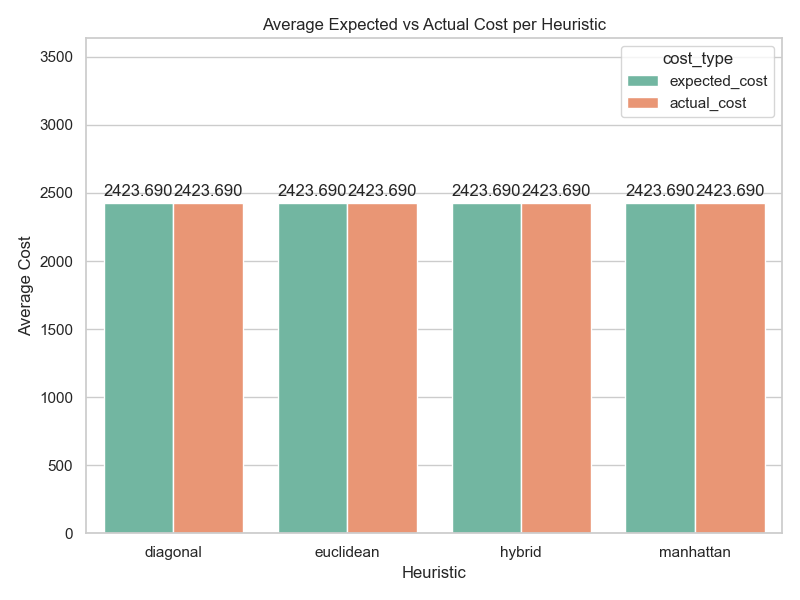 Average Expected vs Actual Cost per Heuristic
cost_type
expected_cost
actual_cost
3500
3000
2500
2000
1500
1000
500
0
Average Cost
2423.690 2423.690 2423.690 2423.690 2423.690 2423.690 2423.690 2423.690
diagonal euclidean hybrid manhattan
Heuristic